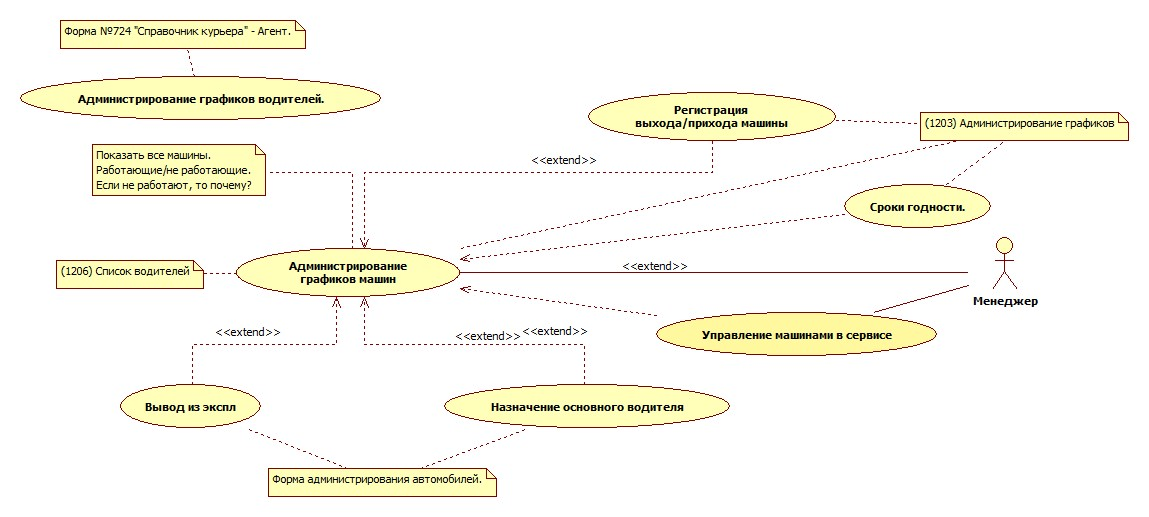 Форма №724 "Справочник курьера" - Агент.
Администрирование графиков водителей.
Регистрация
выхода/прихода машины
(1203) Администрирование графиков
Показать все машины.
Работающие/не работающие.
Если не работают, то почему?
<<extend>>
Сроки годности.
(1206) Список водителей
Администрирование
графиков машин
<<extend>>
Менеджер
<<extend>>
<<extend>>
<<extend>>
Управление машинами в сервисе
Вывод из экспл
Назначение основного водителя
Форма администрирования автомобилей.